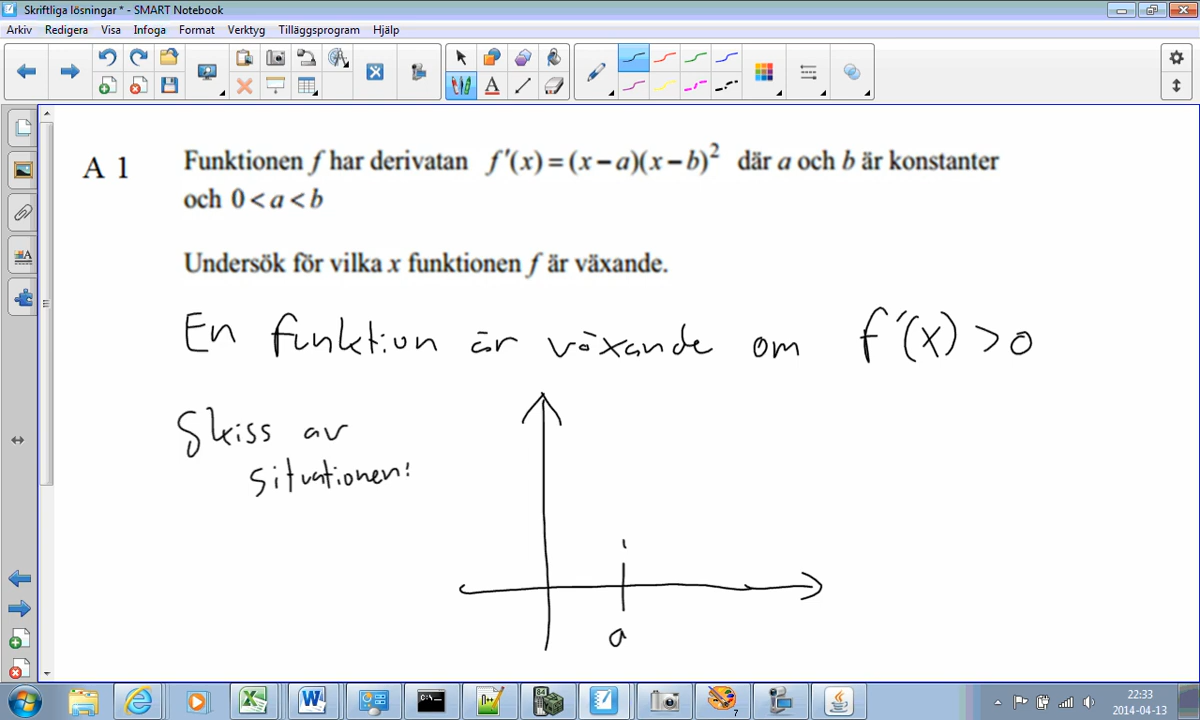 Skriftliga lösningar * - SMART Notebook
Arkiv Redigera Visa Infoga Format Verktyg Tilläggsprogram Hjälp
A 1
Funktionen f har derivatan f'(x)=(x−a)(x−b)² där a och b är konstanter
och 0<a<b
Undersök för vilka x funktionen f är växande.
En funktion är växande om f'(x)>0
Skiss av
situationen:
a
22:33
2014-04-13